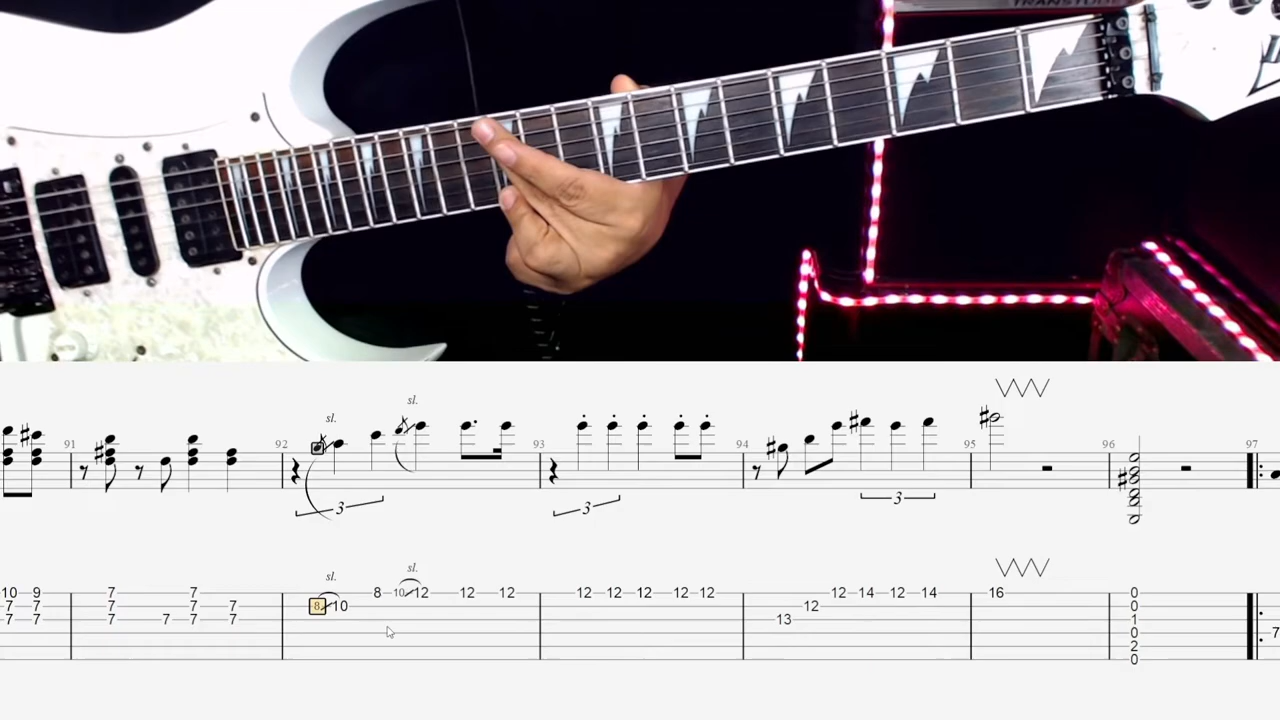 sl.
sl.
91 92 93 94 95 96 97
3 3 3
sl.
sl.
10 9 7 7 8 10 12 12 12 12 12 12 12 12 12 14 12 14 16 0
7 7 7 7 7 8 10 12 0
7 7 7 7 7 7 13 1
0 7
2
0